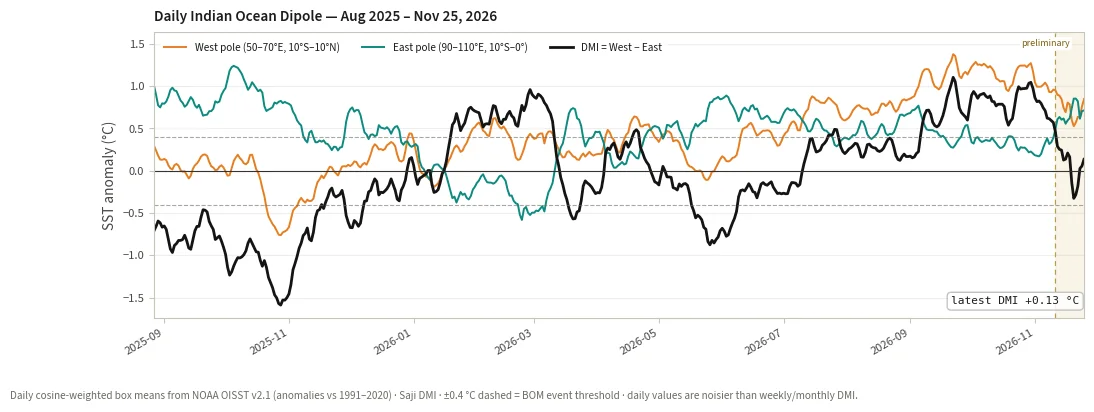 Daily Indian Ocean Dipole — Aug 2025 – Nov 25, 2026
West pole (50–70°E, 10°S–10°N)
East pole (90–110°E, 10°S–0°)
DMI = West − East
preliminary
SST anomaly (°C)
1.5
1.0
0.5
0.0
−0.5
−1.0
−1.5
latest DMI +0.13 °C
2025-09
2025-11
2026-01
2026-03
2026-05
2026-07
2026-09
2026-11
Daily cosine-weighted box means from NOAA OISST v2.1 (anomalies vs 1991–2020) · Saji DMI · ±0.4 °C dashed = BOM event threshold · daily values are noisier than weekly/monthly DMI.